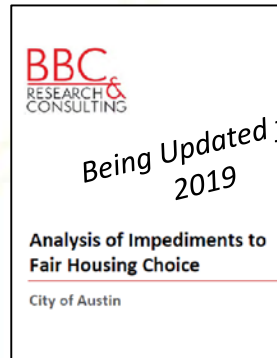 BBC
RESEARCH &
CONSULTING
Being Updated
2019
Analysis of Impediments to
Fair Housing Choice
City of Austin